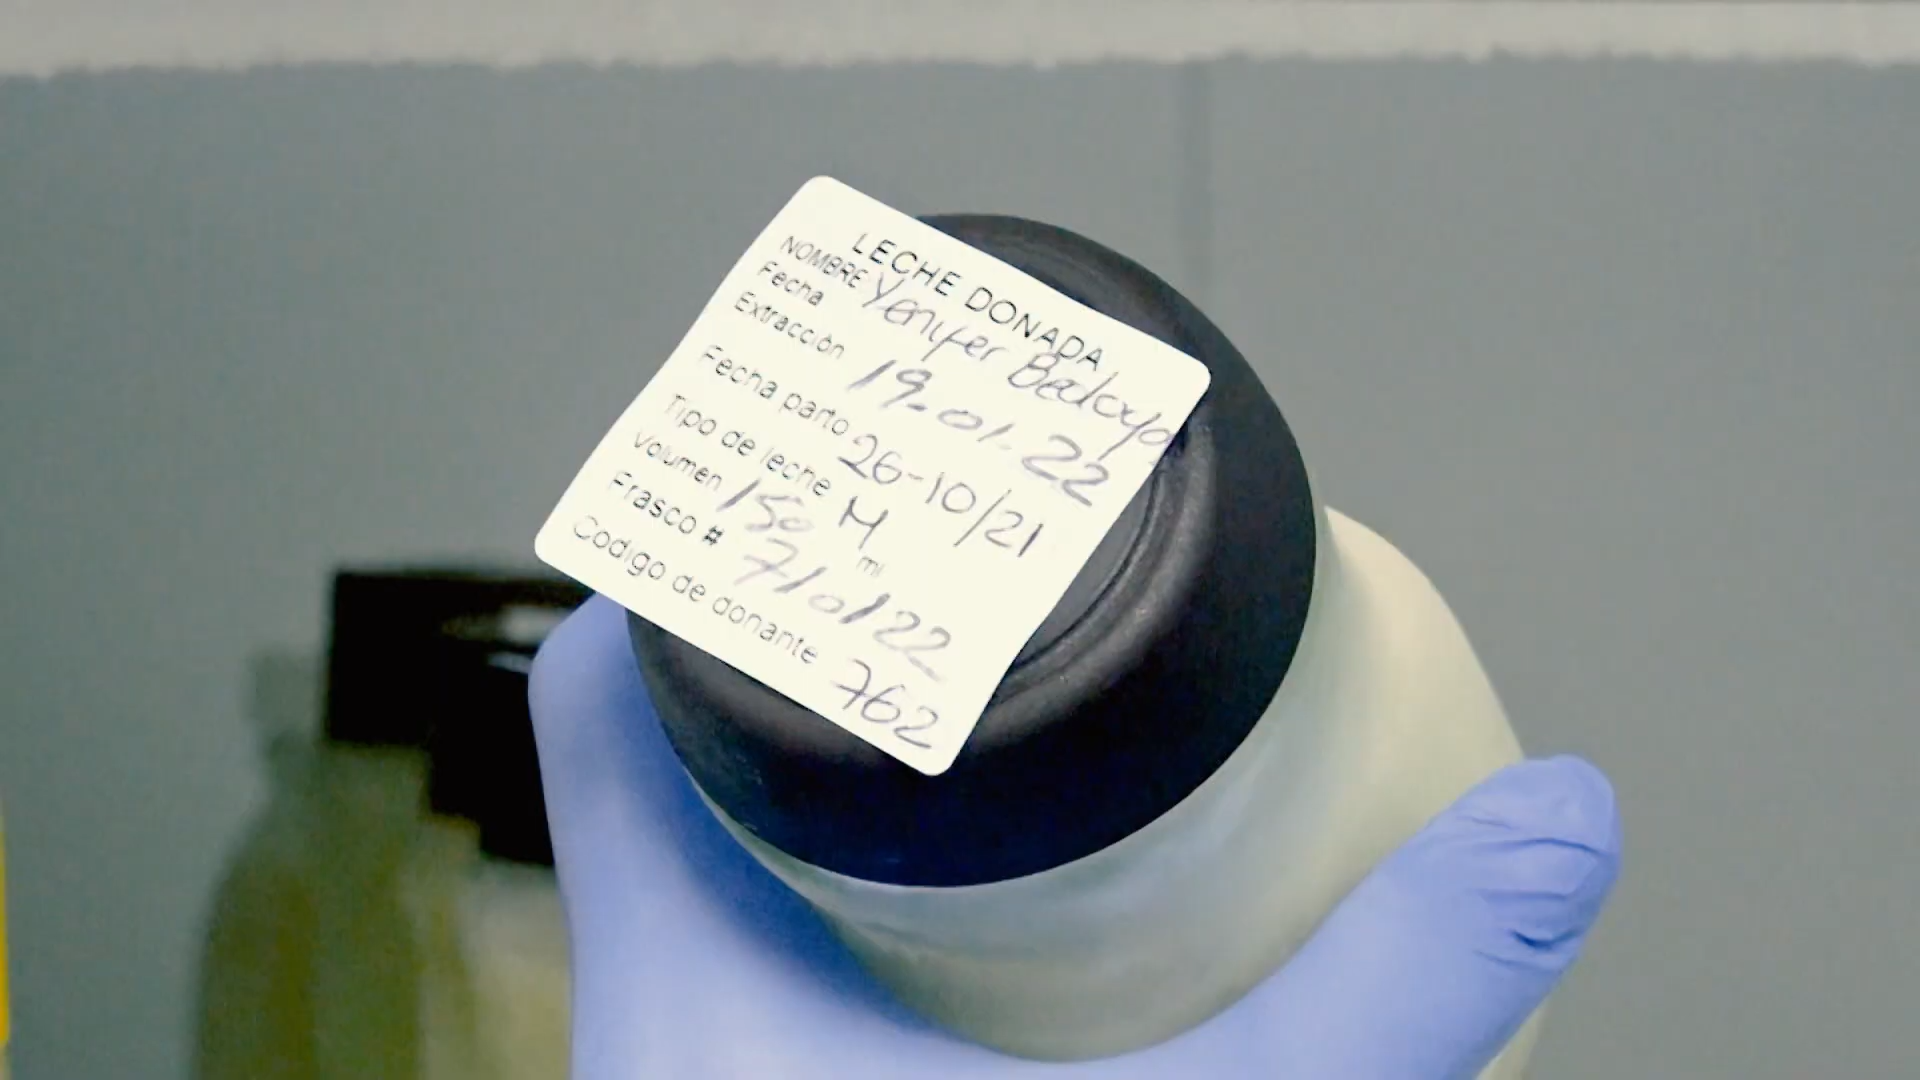 LECHE DONADA
NOMBRE Yenifer Bedoya
Fecha
Extracción 19-01-22
Fecha parto 26-10/21
Tipo de leche M
Volumen 150 ml
Frasco # 7/01/22
Codigo de donante 762